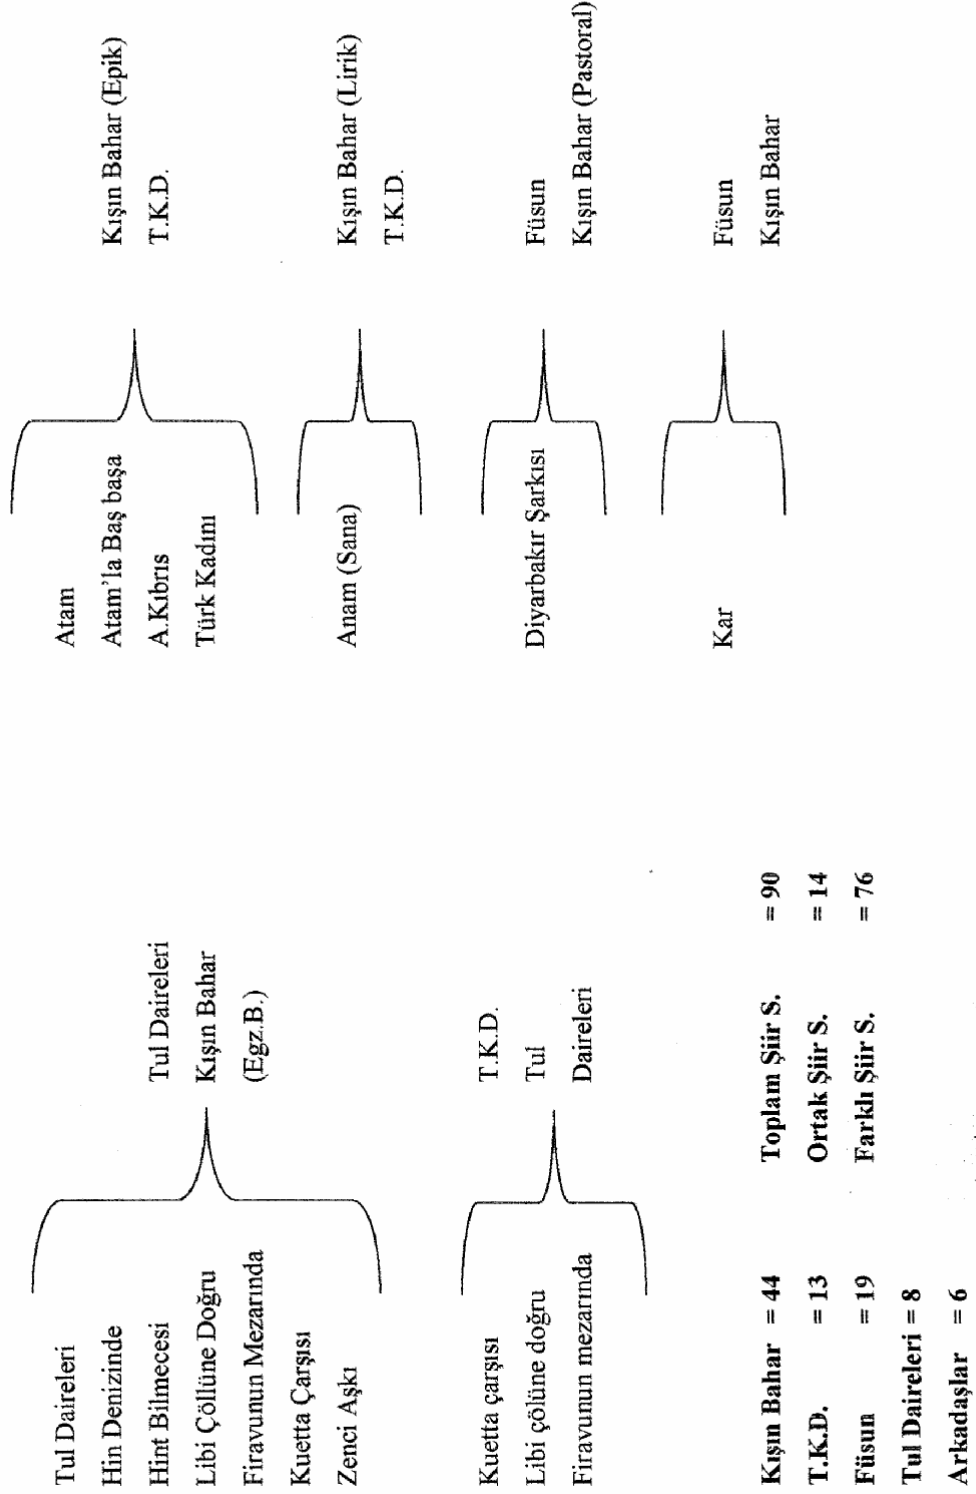 Tul Daireleri
Hin Denizinde
Hint Bilmecesi
Libi Çöllüne Doğru
Firavunun Mezarında
Kuetta Çarşısı
Zenci Aşkı
Tul Daireleri
Kışın Bahar
(Egz.B.)
Kuetta çarşısı
Libi çölüne doğru
Firavunun mezarında
T.K.D.
Tul
Daireleri
Kışın Bahar = 44
T.K.D. = 13
Füsun = 19
Tul Daireleri = 8
Arkadaşlar = 6
Toplam Şiir S. = 90
Ortak Şiir S. = 14
Farklı Şiir S. = 76
Atam
Atam'la Baş başa
A.Kıbrıs
Türk Kadını
Kışın Bahar (Epik)
T.K.D.
Anam (Sana)
Kışın Bahar (Lirik)
T.K.D.
Diyarbakır Şarkısı
Füsun
Kışın Bahar (Pastoral)
Kar
Füsun
Kışın Bahar